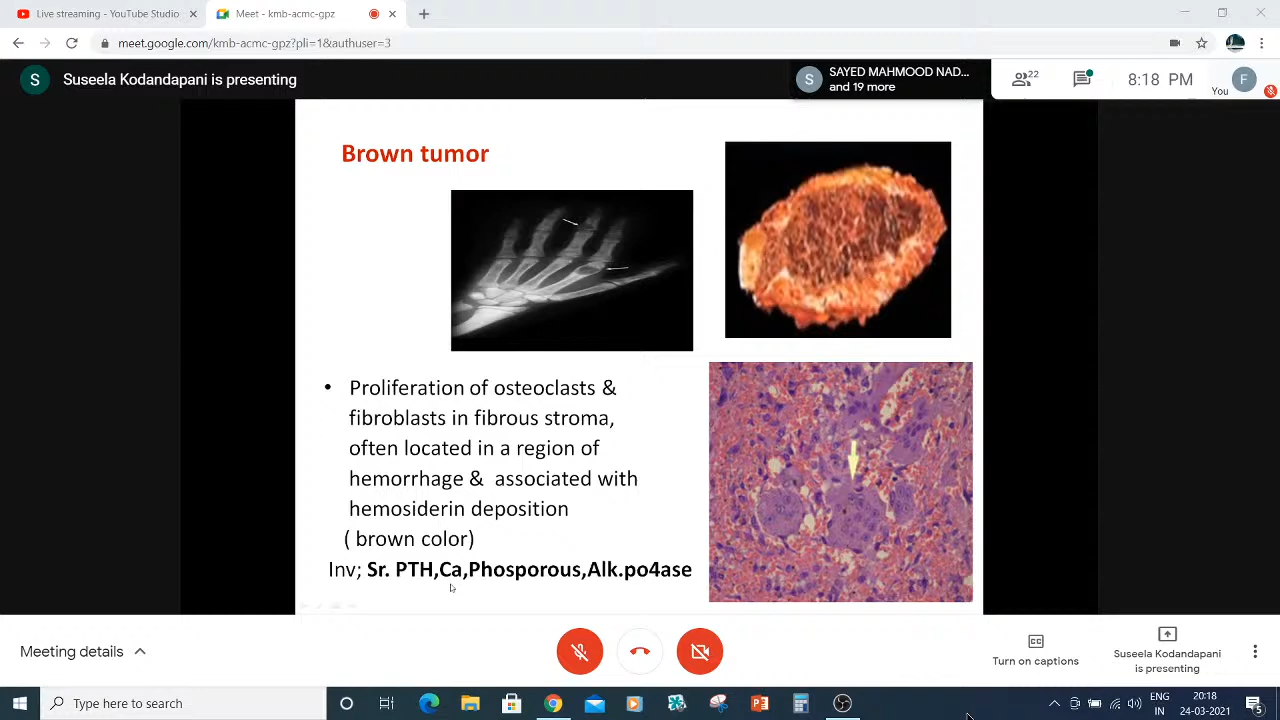 Live streaming - YouTube Studio
Meet - kmb-acmc-gpz
meet.google.com/kmb-acmc-gpz?pli=1&authuser=3
S
Suseela Kodandapani is presenting
S
SAYED MAHMOOD NAD...
and 19 more
22
8:18 PM
You
F
Brown tumor
• Proliferation of osteoclasts &
fibroblasts in fibrous stroma,
often located in a region of
hemorrhage & associated with
hemosiderin deposition
( brown color)
Inv; Sr. PTH,Ca,Phosporous,Alk.po4ase
Meeting details
Turn on captions
Suseela Kodandapani
is presenting
Type here to search
ENG
IN
20:18
24-03-2021
5